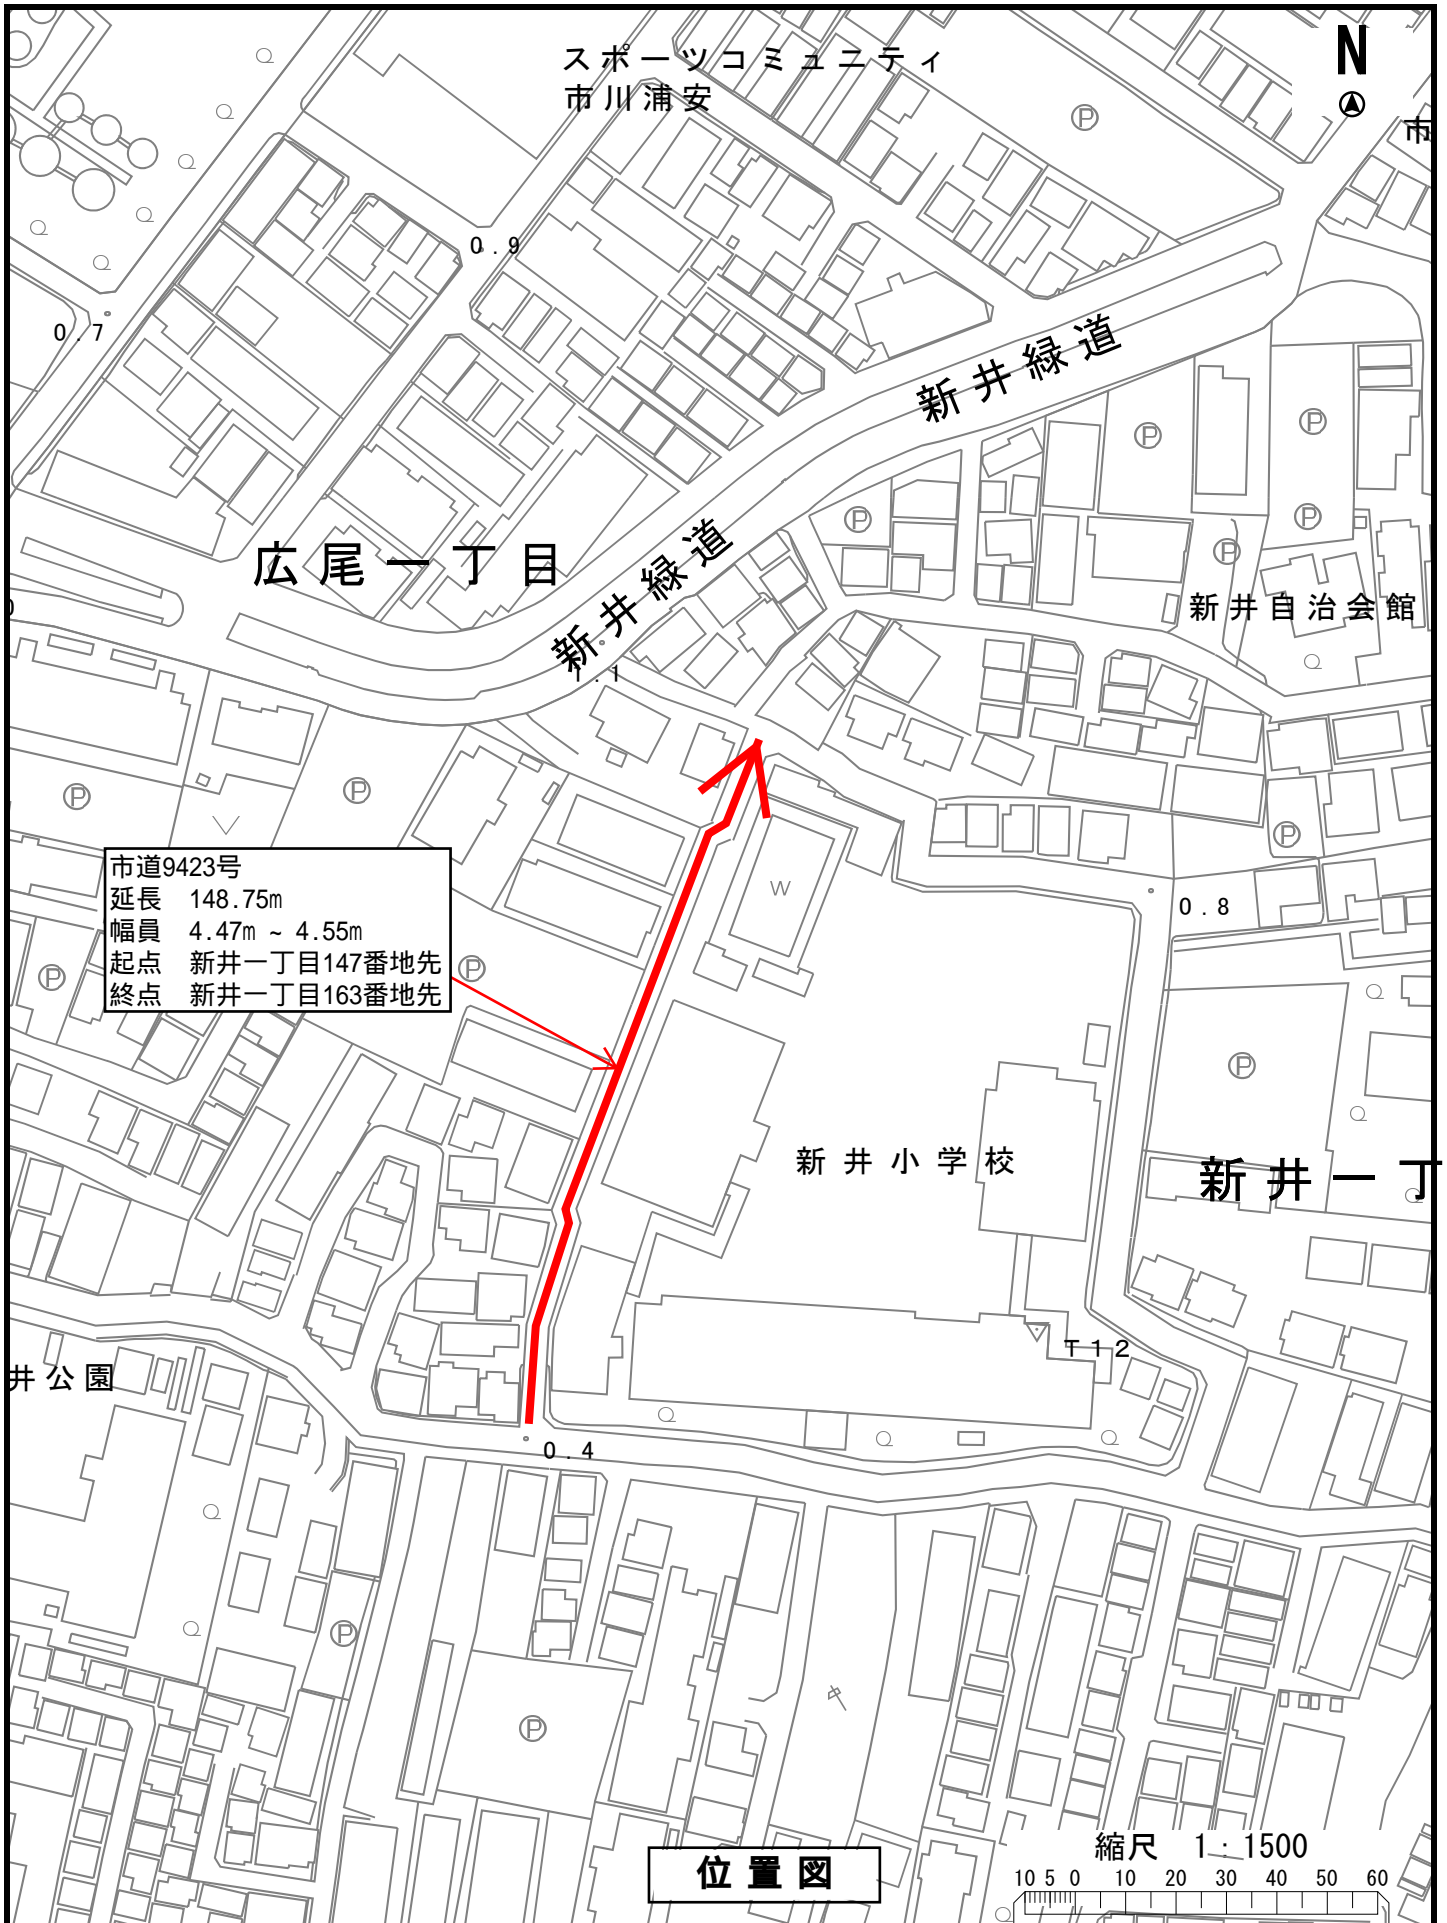 スポーツコミュニティ
市川浦安
N
市
0.9
0.7
P
新井緑道
P
P
P
P
P
広尾一丁目
新井緑道
新井自治会館
1.1
P
P
P
W
市道9423号
延長 148.75m
幅員 4.47m ~ 4.55m
起点 新井一丁目147番地先
終点 新井一丁目163番地先
0.8
P
P
P
新井小学校
新井一丁
T12
井公園
0.4
P
P
位置図
縮尺 1:1500
10 5 0 10 20 30 40 50 60